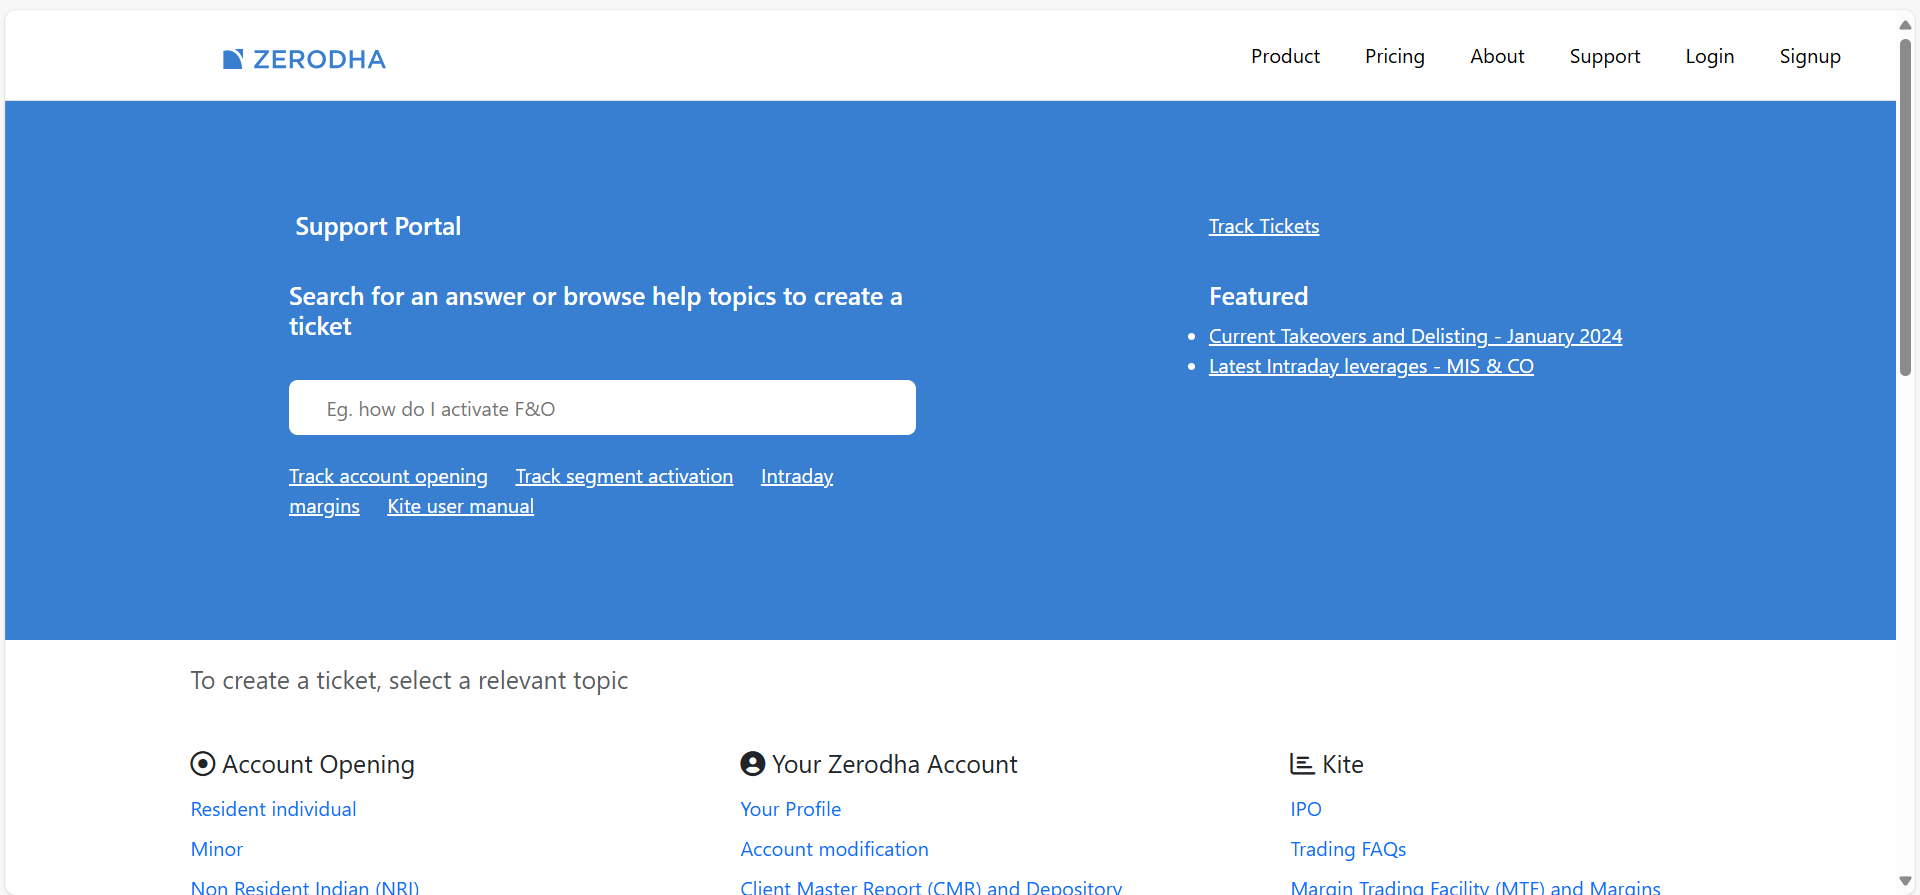 ZERODHA
Product Pricing About Support Login Signup
Support Portal
Track Tickets
Search for an answer or browse help topics to create a
ticket
Eg. how do I activate F&O
Track account opening Track segment activation Intraday
margins Kite user manual
Featured
Current Takeovers and Delisting - January 2024
Latest Intraday leverages - MIS & CO
To create a ticket, select a relevant topic
Account Opening
Resident individual
Minor
Non Resident Indian (NRI)
Your Zerodha Account
Your Profile
Account modification
Client Master Report (CMR) and Depository
Kite
IPO
Trading FAQs
Margin Trading Facility (MTF) and Margins